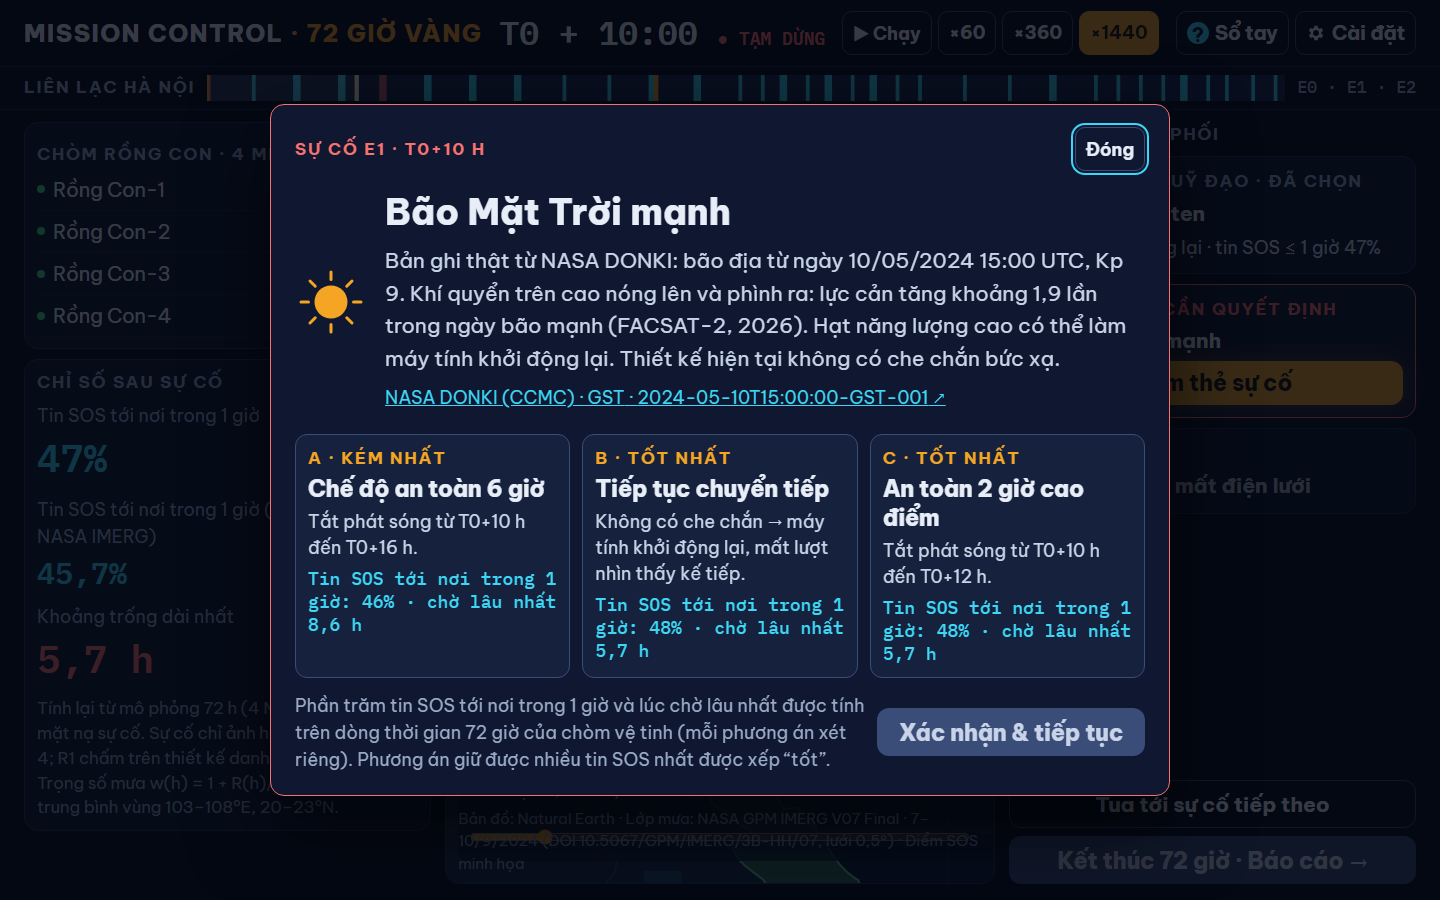 MISSION CONTROL · 72 GIỜ VÀNG T0 + 10:00 • TẠM DỪNG ▶ Chạy ×60 ×360 ×1440 ? Sổ tay ⚙ Cài đặt
LIÊN LẠC HÀ NỘI E0 · E1 · E2
CHÒM RỒNG CON · 4 M
Rồng Con-1
Rồng Con-2
Rồng Con-3
Rồng Con-4
CHỈ SỐ SAU SỰ CỐ
Tin SOS tới nơi trong 1 giờ
47%
Tin SOS tới nơi trong 1 giờ (
NASA IMERG)
45,7%
Khoảng trống dài nhất
5,7 h
Tính lại từ mô phỏng 72 h (4 M
mặt nạ sự cố. Sự cố chỉ ảnh h
4; R1 chấm trên thiết kế danh
Trọng số mưa w(h) = 1 + R(h),
trung bình vùng 103–108°E, 20–23°N.
SỰ CỐ E1 · T0+10 H
Đóng
Bão Mặt Trời mạnh
Bản ghi thật từ NASA DONKI: bão địa từ ngày 10/05/2024 15:00 UTC, Kp
9. Khí quyển trên cao nóng lên và phình ra: lực cản tăng khoảng 1,9 lần
trong ngày bão mạnh (FACSAT-2, 2026). Hạt năng lượng cao có thể làm
máy tính khởi động lại. Thiết kế hiện tại không có che chắn bức xạ.
NASA DONKI (CCMC) · GST · 2024-05-10T15:00:00-GST-001 ↗
A · KÉM NHẤT
Chế độ an toàn 6 giờ
Tắt phát sóng từ T0+10 h
đến T0+16 h.
Tin SOS tới nơi trong 1
giờ: 46% · chờ lâu nhất
8,6 h
B · TỐT NHẤT
Tiếp tục chuyển tiếp
Không có che chắn → máy
tính khởi động lại, mất lượt
nhìn thấy kế tiếp.
Tin SOS tới nơi trong 1
giờ: 48% · chờ lâu nhất
5,7 h
C · TỐT NHẤT
An toàn 2 giờ cao
điểm
Tắt phát sóng từ T0+10 h
đến T0+12 h.
Tin SOS tới nơi trong 1
giờ: 48% · chờ lâu nhất
5,7 h
Phần trăm tin SOS tới nơi trong 1 giờ và lúc chờ lâu nhất được tính
trên dòng thời gian 72 giờ của chòm vệ tinh (mỗi phương án xét
riêng). Phương án giữ được nhiều tin SOS nhất được xếp “tốt”.
Xác nhận & tiếp tục
PHỐI
UỸ ĐẠO · ĐÃ CHỌN
ten
g lại · tin SOS ≤ 1 giờ 47%
CẦN QUYẾT ĐỊNH
mạnh
m thẻ sự cố
mất điện lưới
Bản đồ: Natural Earth · Lớp mưa: NASA GPM IMERG V07 Final · 7–
10/9/2024 (DOI 10.5067/GPM/IMERG/3B-HH/07, lưới 0,5°) · Điểm SOS
minh họa
Tua tới sự cố tiếp theo
Kết thúc 72 giờ · Báo cáo →